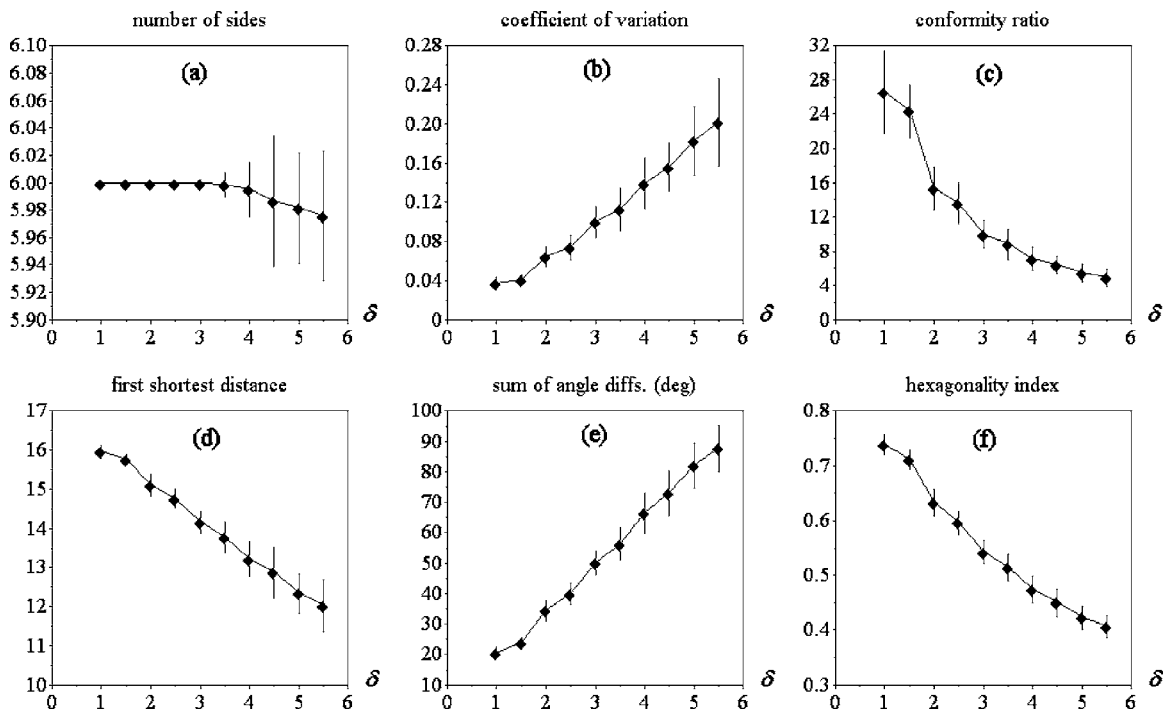 number of sides
6.10
6.08
6.06
6.04
6.02
6.00
5.98
5.96
5.94
5.92
5.90
(a)
0 1 2 3 4 5 6
δ
coefficient of variation
0.28
0.24
0.20
0.16
0.12
0.08
0.04
0
(b)
0 1 2 3 4 5 6
δ
conformity ratio
32
28
24
20
16
12
8
4
0
(c)
0 1 2 3 4 5 6
δ
first shortest distance
17
16
15
14
13
12
11
10
(d)
0 1 2 3 4 5 6
δ
sum of angle diffs. (deg)
100
90
80
70
60
50
40
30
20
10
(e)
0 1 2 3 4 5 6
δ
hexagonality index
0.8
0.7
0.6
0.5
0.4
0.3
(f)
0 1 2 3 4 5 6
δ